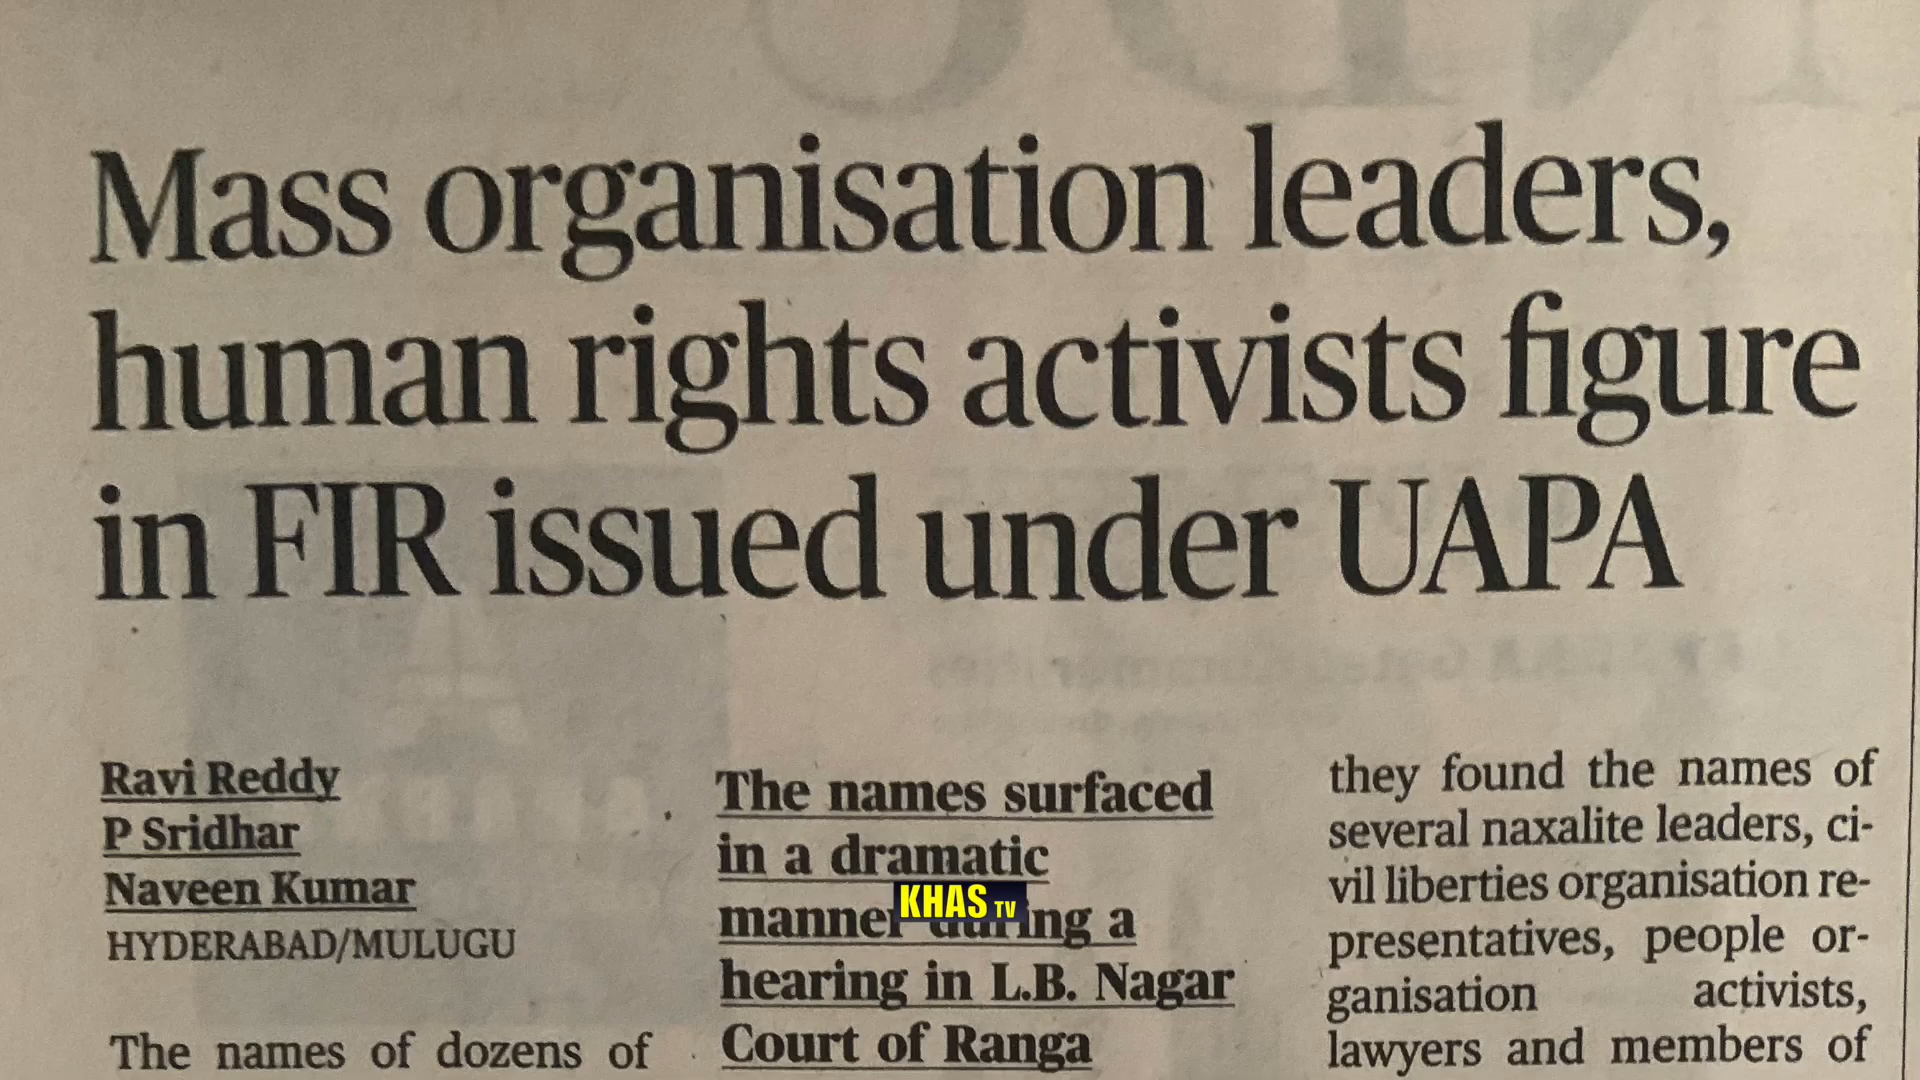 Mass organisation leaders,
human rights activists figure
in FIR issued under UAPA
Ravi Reddy
P Sridhar
Naveen Kumar
HYDERABAD/MULUGU
The names of dozens of
The names surfaced
in a dramatic
manner during a
hearing in L.B. Nagar
Court of Ranga
KHAS TV
they found the names of
several naxalite leaders, ci-
vil liberties organisation re-
presentatives, people or-
ganisation activists,
lawyers and members of